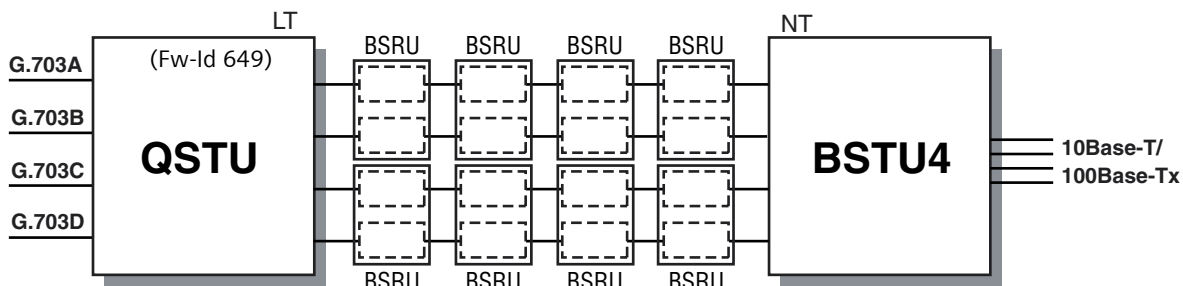 LT
NT
BSRU BSRU BSRU BSRU
(Fw-Id 649)
G.703A
G.703B
QSTU
BSTU4
10Base-T/
100Base-Tx
G.703C
G.703D
BSRU BSRU BSRU BSRU